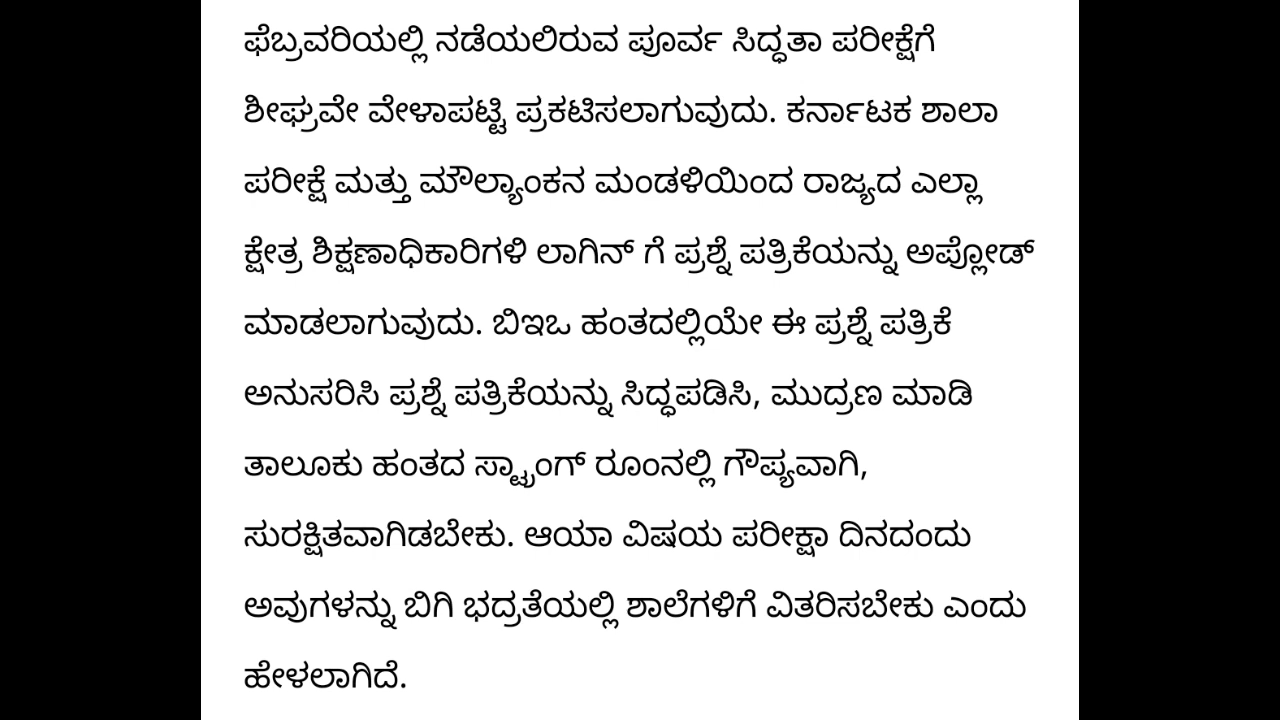 ಫೆಬ್ರವರಿಯಲ್ಲಿ ನಡೆಯಲಿರುವ ಪೂರ್ವ ಸಿದ್ಧತಾ ಪರೀಕ್ಷೆಗೆ
ಶೀಘ್ರವೇ ವೇಳಾಪಟ್ಟಿ ಪ್ರಕಟಿಸಲಾಗುವುದು. ಕರ್ನಾಟಕ ಶಾಲಾ
ಪರೀಕ್ಷೆ ಮತ್ತು ಮೌಲ್ಯಾಂಕನ ಮಂಡಳಿಯಿಂದ ರಾಜ್ಯದ ಎಲ್ಲಾ
ಕ್ಷೇತ್ರ ಶಿಕ್ಷಣಾಧಿಕಾರಿಗಳಿ ಲಾಗಿನ್ ಗೆ ಪ್ರಶ್ನೆ ಪತ್ರಿಕೆಯನ್ನು ಅಪ್ಲೋಡ್
ಮಾಡಲಾಗುವುದು. ಬಿಇಒ ಹಂತದಲ್ಲಿಯೇ ಈ ಪ್ರಶ್ನೆ ಪತ್ರಿಕೆ
ಅನುಸರಿಸಿ ಪ್ರಶ್ನೆ ಪತ್ರಿಕೆಯನ್ನು ಸಿದ್ಧಪಡಿಸಿ, ಮುದ್ರಣ ಮಾಡಿ
ತಾಲೂಕು ಹಂತದ ಸ್ಟ್ರಾಂಗ್ ರೂಂನಲ್ಲಿ ಗೌಪ್ಯವಾಗಿ,
ಸುರಕ್ಷಿತವಾಗಿಡಬೇಕು. ಆಯಾ ವಿಷಯ ಪರೀಕ್ಷಾ ದಿನದಂದು
ಅವುಗಳನ್ನು ಬಿಗಿ ಭದ್ರತೆಯಲ್ಲಿ ಶಾಲೆಗಳಿಗೆ ವಿತರಿಸಬೇಕು ಎಂದು
ಹೇಳಲಾಗಿದೆ.